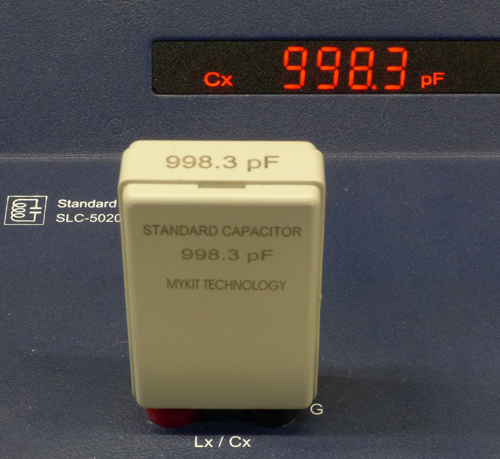 Cx 998.3 pF
998.3 pF
Standard
SLC-5020
STANDARD CAPACITOR
998.3 pF
MYKIT TECHNOLOGY
G
Lx / Cx